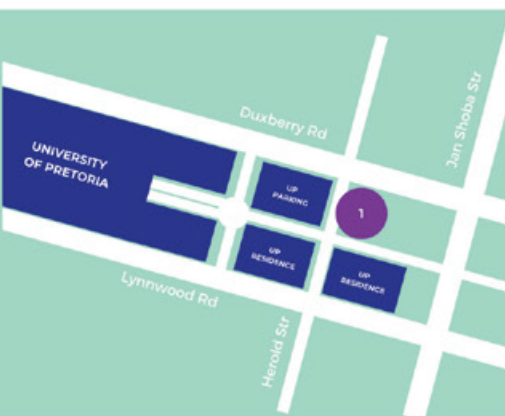 Duxberry Rd
Jan Shoba Str
UNIVERSITY
OF PRETORIA
UP
PARKING
1
UP
RESIDENCE
UP
RESIDENCE
Lynnwood Rd
Herold Str